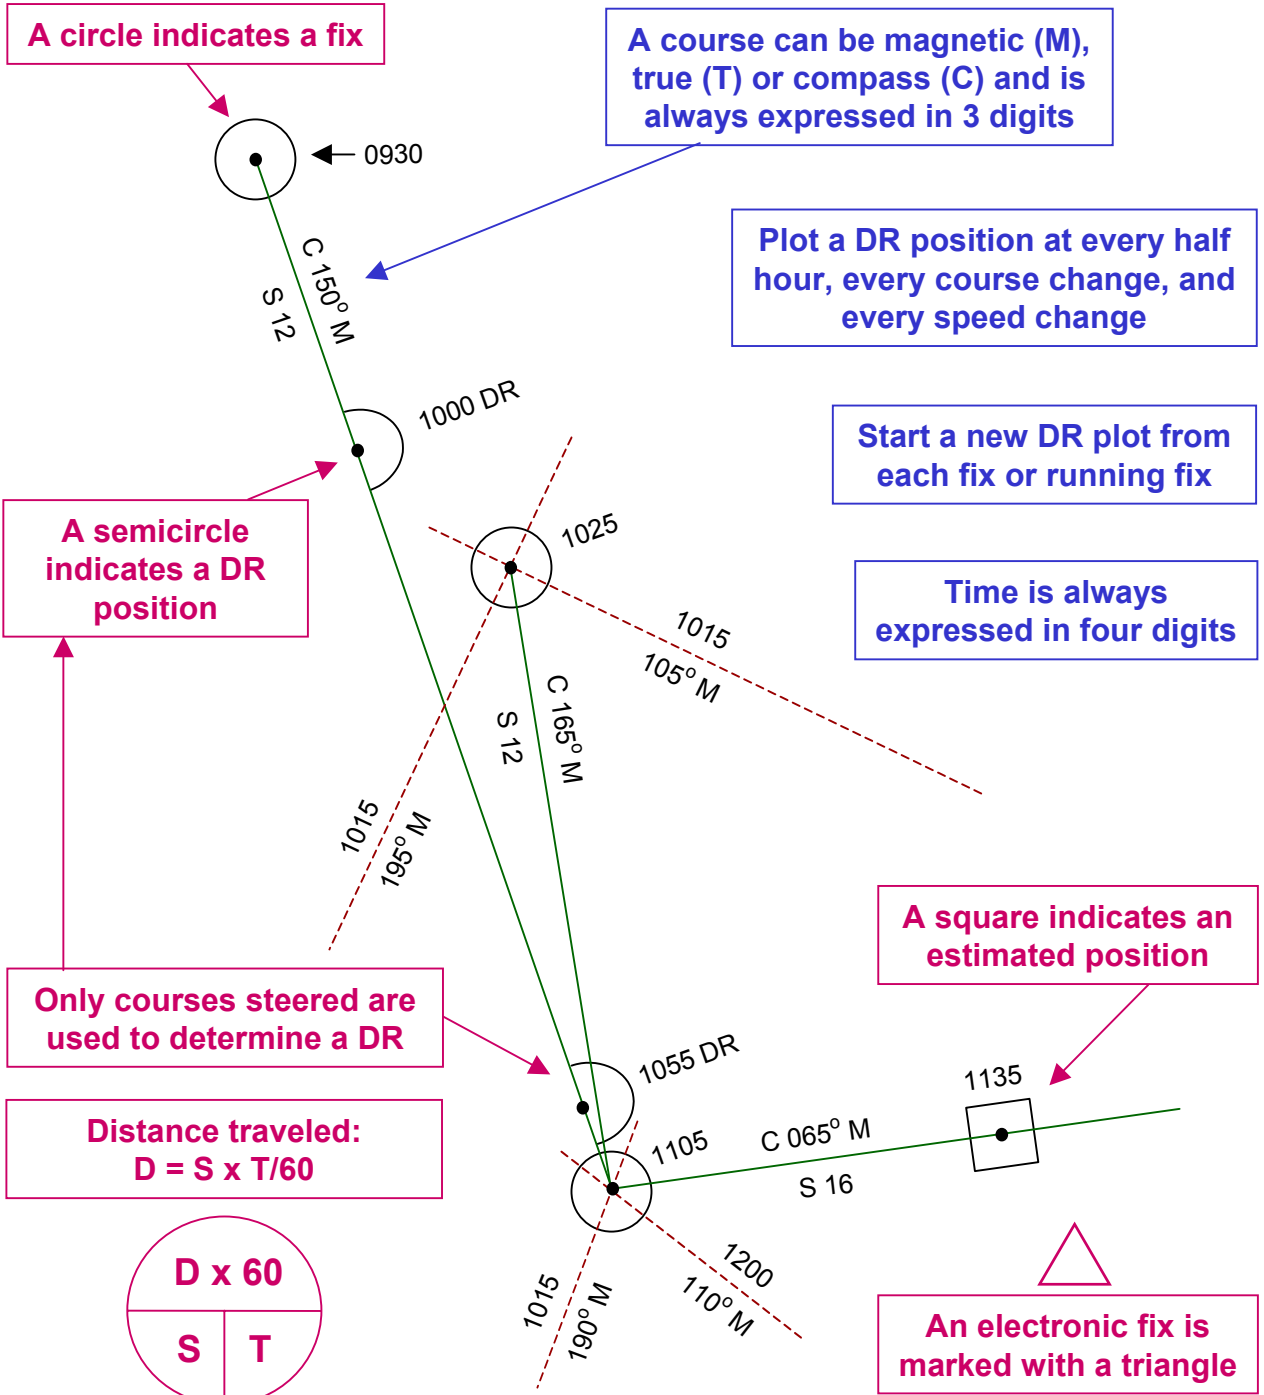 A circle indicates a fix
A course can be magnetic (M),
true (T) or compass (C) and is
always expressed in 3 digits
0930
C 150° M
S 12
Plot a DR position at every half
hour, every course change, and
every speed change
1000 DR
Start a new DR plot from
each fix or running fix
A semicircle
indicates a DR
position
1025
Time is always
expressed in four digits
1015
105° M
C 165° M
S 12
1015
195° M
A square indicates an
estimated position
Only courses steered are
used to determine a DR
1055 DR
1135
Distance traveled:
D = S x T/60
1105
C 065° M
S 16
D x 60
S
T
1015
190° M
1200
110° M
An electronic fix is
marked with a triangle